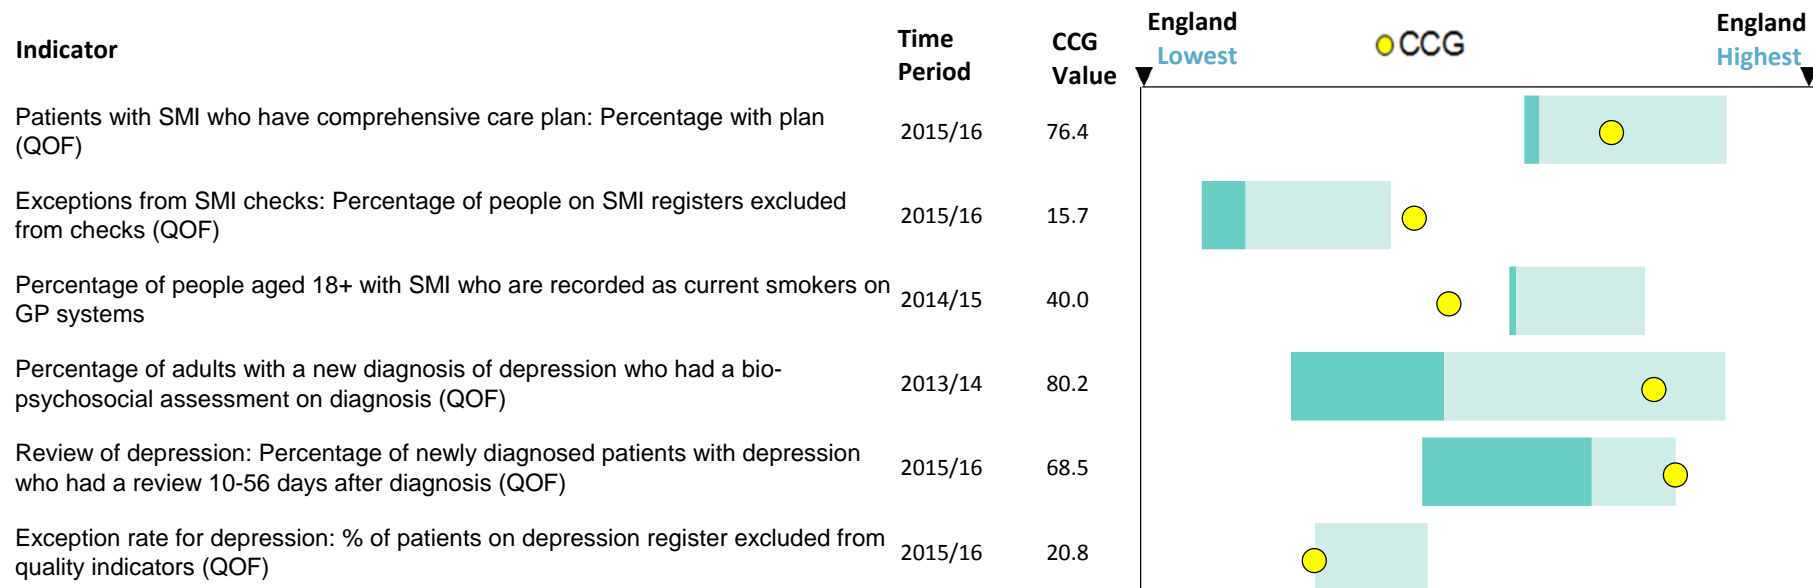 Indicator
Time
Period
CCG
Value
England
Lowest
CCG
England
Highest
Patients with SMI who have comprehensive care plan: Percentage with plan
(QOF)
2015/16
76.4
Exceptions from SMI checks: Percentage of people on SMI registers excluded
from checks (QOF)
2015/16
15.7
Percentage of people aged 18+ with SMI who are recorded as current smokers on
GP systems
2014/15
40.0
Percentage of adults with a new diagnosis of depression who had a bio-
psychosocial assessment on diagnosis (QOF)
2013/14
80.2
Review of depression: Percentage of newly diagnosed patients with depression
who had a review 10-56 days after diagnosis (QOF)
2015/16
68.5
Exception rate for depression: % of patients on depression register excluded from
quality indicators (QOF)
2015/16
20.8